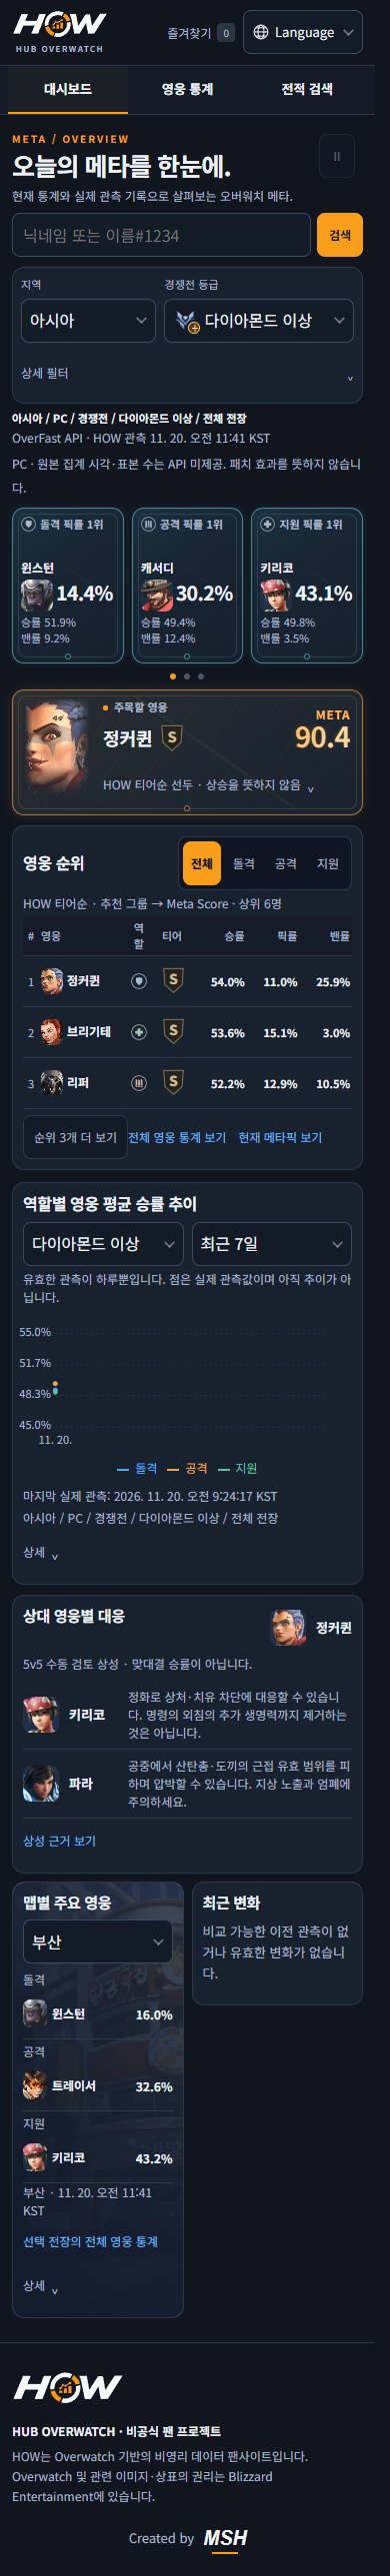 HOW
HUB OVERWATCH
즐겨찾기 0
Language
대시보드 영웅 통계 전적 검색
META / OVERVIEW
오늘의 메타를 한눈에.
현재 통계와 실제 관측 기록으로 살펴보는 오버워치 메타.
닉네임 또는 이름#1234 검색
지역 경쟁전 등급
아시아 다이아몬드 이상
상세 필터
아시아 / PC / 경쟁전 / 다이아몬드 이상 / 전체 전장
OverFast API · HOW 관측 11. 20. 오전 11:41 KST
PC · 원본 집계 시각·표본 수는 API 미제공. 패치 효과를 뜻하지 않습니
다.
돌격 픽률 1위
윈스턴
14.4%
승률 51.9%
밴률 9.2%
공격 픽률 1위
캐서디
30.2%
승률 49.4%
밴률 12.4%
지원 픽률 1위
키리코
43.1%
승률 49.8%
밴률 3.5%
주목할 영웅
정커퀸 S
META
90.4
HOW 티어순 선두 · 상승을 뜻하지 않음
영웅 순위 전체 돌격 공격 지원
HOW 티어순 · 추천 그룹 → Meta Score · 상위 6명
# 영웅 역할 티어 승률 픽률 밴률
1 정커퀸 S 54.0% 11.0% 25.9%
2 브리기테 S 53.6% 15.1% 3.0%
3 리퍼 S 52.2% 12.9% 10.5%
순위 3개 더 보기 전체 영웅 통계 보기 현재 메타픽 보기
역할별 영웅 평균 승률 추이
다이아몬드 이상 최근 7일
유효한 관측이 하루뿐입니다. 점은 실제 관측값이며 아직 추이가 아
닙니다.
55.0%
51.7%
48.3%
45.0%
11. 20.
돌격 공격 지원
마지막 실제 관측: 2026. 11. 20. 오전 9:24:17 KST
아시아 / PC / 경쟁전 / 다이아몬드 이상 / 전체 전장
상세
상대 영웅별 대응 정커퀸
5v5 수동 검토 상성 · 맞대결 승률이 아닙니다.
키리코
정화로 상처·치유 차단에 대응할 수 있습니
다. 명령의 외침의 추가 생명력까지 제거하는
것은 아닙니다.
파라
공중에서 산탄총·도끼의 근접 유효 범위를 피
하며 압박할 수 있습니다. 지상 노출과 엄폐에
주의하세요.
상성 근거 보기
맵별 주요 영웅
부산
돌격
윈스턴 16.0%
공격
트레이서 32.6%
지원
키리코 43.2%
부산 · 11. 20. 오전 11:41
KST
선택 전장의 전체 영웅 통계
상세
최근 변화
비교 가능한 이전 관측이 없
거나 유효한 변화가 없습니
다.
HOW
HUB OVERWATCH · 비공식 팬 프로젝트
HOW는 Overwatch 기반의 비영리 데이터 팬사이트입니다.
Overwatch 및 관련 이미지·상표의 권리는 Blizzard
Entertainment에 있습니다.
Created by MSH